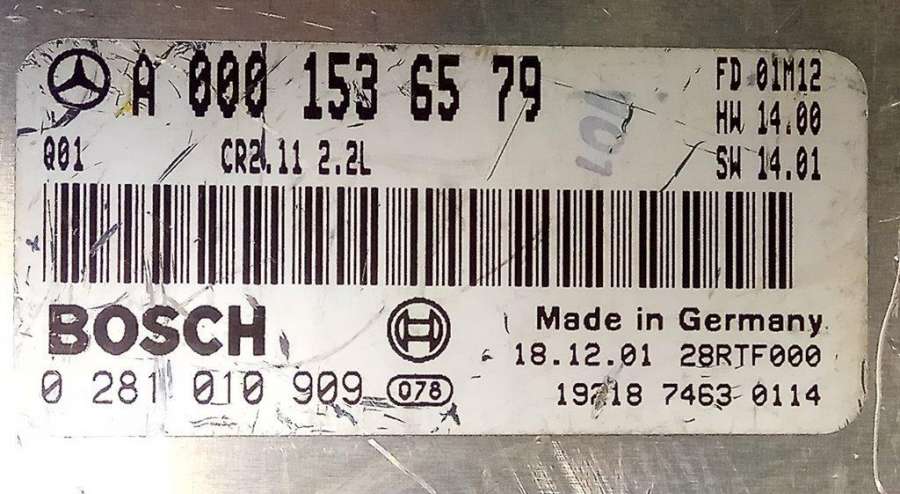 A 000 153 65 79
FD 01M12
HW 14.00
Q01 CR2.11 2.2L
SW 14.01
BOSCH
Made in Germany
18.12.01 28RTF000
0 281 010 909 078
7463 0114